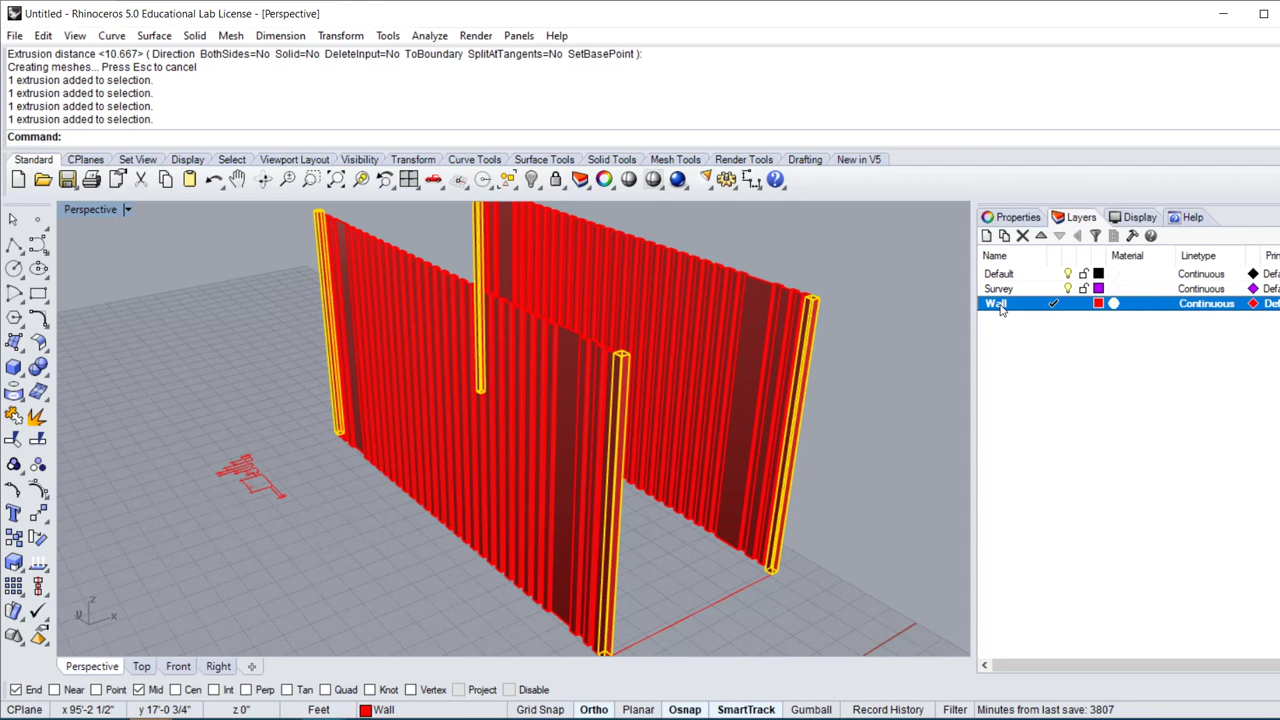 Untitled - Rhinoceros 5.0 Educational Lab License - [Perspective]
File Edit View Curve Surface Solid Mesh Dimension Transform Tools Analyze Render Panels Help
Extrusion distance <10.667> ( Direction BothSides=No Solid=No DeleteInput=No ToBoundary SplitAtTangents=No SetBasePoint ):
Creating meshes... Press Esc to cancel
1 extrusion added to selection.
1 extrusion added to selection.
1 extrusion added to selection.
1 extrusion added to selection.
Command:
Standard CPlanes Set View Display Select Viewport Layout Visibility Transform Curve Tools Surface Tools Solid Tools Mesh Tools Render Tools Drafting New in V5
Perspective
Properties Layers Display Help
Name Material Linetype Prin
Default Continuous Defa
Survey Continuous Defa
Wall Continuous Def
z
y x
Perspective Top Front Right
End Near Point Mid Cen Int Perp Tan Quad Knot Vertex Project Disable
CPlane x 95'-2 1/2" y 17'-0 3/4" z 0" Feet Wall Grid Snap Ortho Planar Osnap SmartTrack Gumball Record History Filter Minutes from last save: 3807